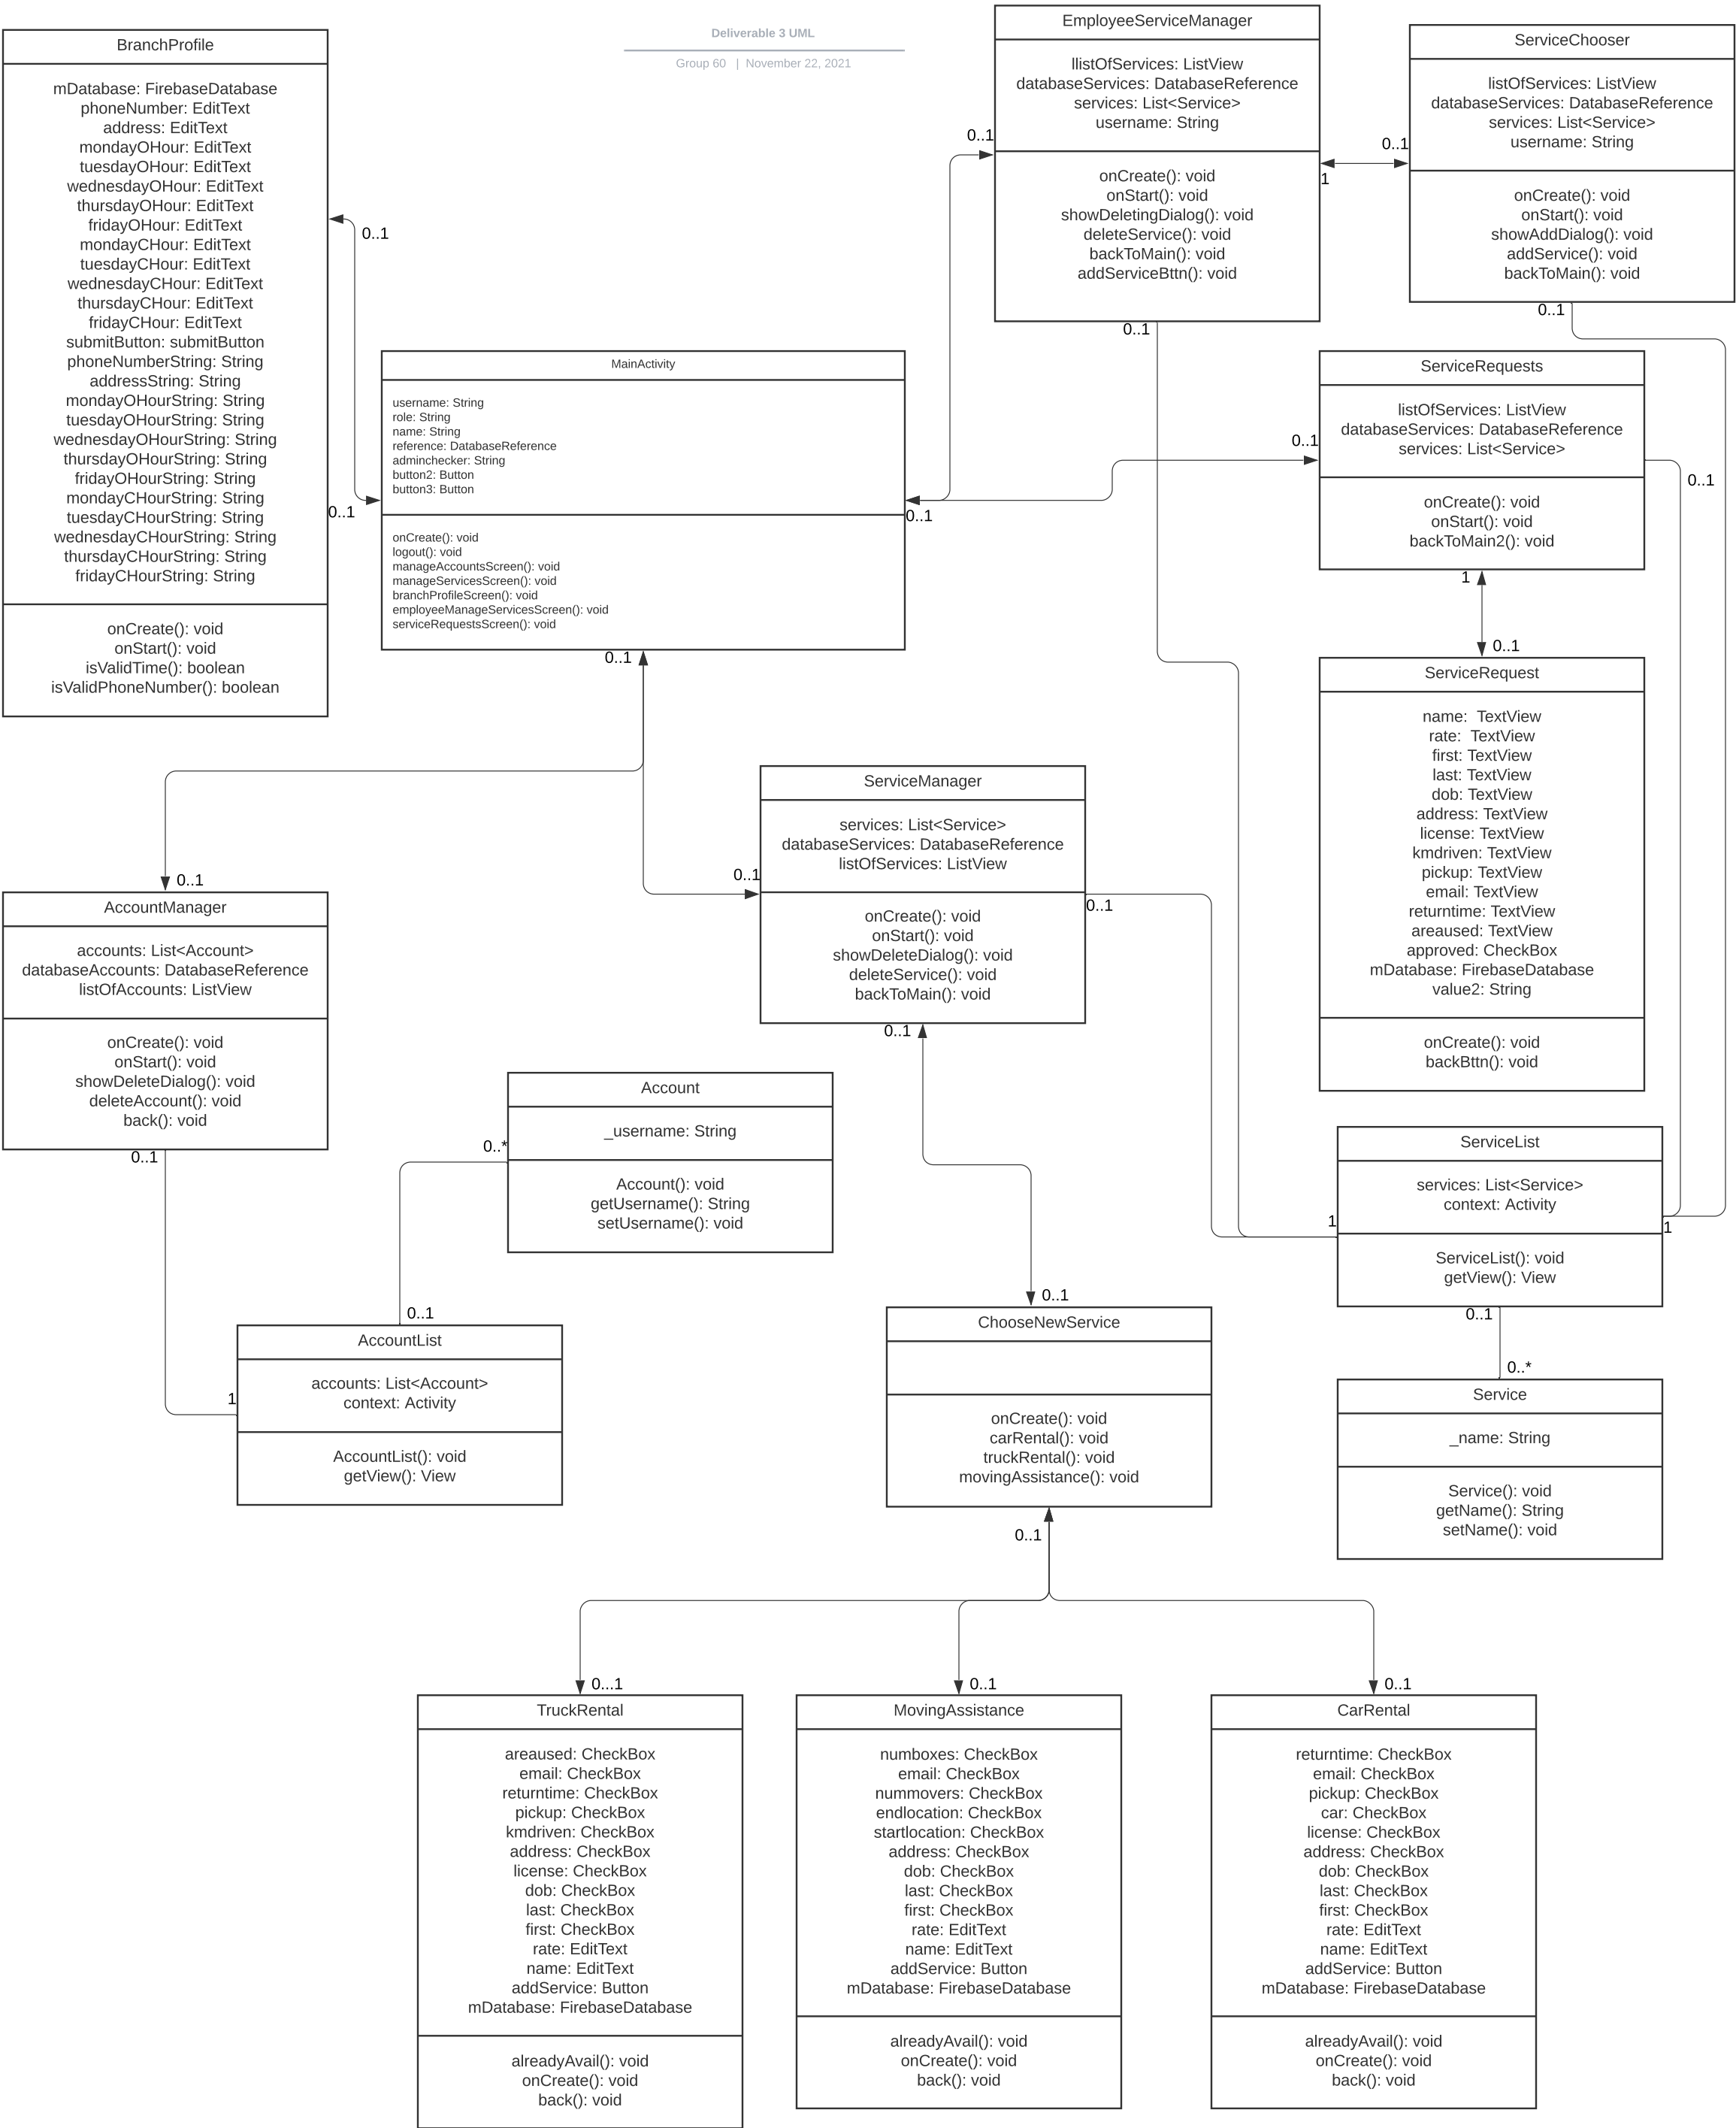 Deliverable 3 UML
Group 60 | November 22, 2021
BranchProfile
mDatabase: FirebaseDatabase
phoneNumber: EditText
address: EditText
mondayOHour: EditText
tuesdayOHour: EditText
wednesdayOHour: EditText
thursdayOHour: EditText
fridayOHour: EditText
mondayCHour: EditText
tuesdayCHour: EditText
wednesdayCHour: EditText
thursdayCHour: EditText
fridayCHour: EditText
submitButton: submitButton
phoneNumberString: String
addressString: String
mondayOHourString: String
tuesdayOHourString: String
wednesdayOHourString: String
thursdayOHourString: String
fridayOHourString: String
mondayCHourString: String
tuesdayCHourString: String
wednesdayCHourString: String
thursdayCHourString: String
fridayCHourString: String
onCreate(): void
onStart(): void
isValidTime(): boolean
isValidPhoneNumber(): boolean
0..1
0..1
EmployeeServiceManager
llistOfServices: ListView
databaseServices: DatabaseReference
services: List<Service>
username: String
onCreate(): void
onStart(): void
showDeletingDialog(): void
deleteService(): void
backToMain(): void
addServiceBttn(): void
0..1
1
0..1
0..1
ServiceChooser
listOfServices: ListView
databaseServices: DatabaseReference
services: List<Service>
username: String
onCreate(): void
onStart(): void
showAddDialog(): void
addService(): void
backToMain(): void
0..1
MainActivity
username: String
role: String
name: String
reference: DatabaseReference
adminchecker: String
button2: Button
button3: Button
onCreate(): void
logout(): void
manageAccountsScreen(): void
manageServicesScreen(): void
branchProfileScreen(): void
employeeManageServicesScreen(): void
serviceRequestsScreen(): void
0..1
0..1
ServiceRequests
listOfServices: ListView
databaseServices: DatabaseReference
services: List<Service>
onCreate(): void
onStart(): void
backToMain2(): void
0..1
0..1
1
0..1
ServiceRequest
name: TextView
rate: TextView
first: TextView
last: TextView
dob: TextView
address: TextView
license: TextView
kmdriven: TextView
pickup: TextView
email: TextView
returntime: TextView
areaused: TextView
approved: CheckBox
mDatabase: FirebaseDatabase
value2: String
onCreate(): void
backBttn(): void
ServiceManager
services: List<Service>
databaseServices: DatabaseReference
listOfServices: ListView
onCreate(): void
onStart(): void
showDeleteDialog(): void
deleteService(): void
backToMain(): void
0..1
0..1
0..1
0..1
AccountManager
accounts: List<Account>
databaseAccounts: DatabaseReference
listOfAccounts: ListView
onCreate(): void
onStart(): void
showDeleteDialog(): void
deleteAccount(): void
back(): void
0..1
Account
_username: String
Account(): void
getUsername(): String
setUsername(): void
0..*
0..1
AccountList
accounts: List<Account>
context: Activity
AccountList(): void
getView(): View
1
ServiceList
services: List<Service>
context: Activity
ServiceList(): void
getView(): View
1
1
0..1
0..*
Service
_name: String
Service(): void
getName(): String
setName(): void
0..1
ChooseNewService
onCreate(): void
carRental(): void
truckRental(): void
movingAssistance(): void
0..1
0...1
TruckRental
areaused: CheckBox
email: CheckBox
returntime: CheckBox
pickup: CheckBox
kmdriven: CheckBox
address: CheckBox
license: CheckBox
dob: CheckBox
last: CheckBox
first: CheckBox
rate: EditText
name: EditText
addService: Button
mDatabase: FirebaseDatabase
alreadyAvail(): void
onCreate(): void
back(): void
0..1
MovingAssistance
numboxes: CheckBox
email: CheckBox
nummovers: CheckBox
endlocation: CheckBox
startlocation: CheckBox
address: CheckBox
dob: CheckBox
last: CheckBox
first: CheckBox
rate: EditText
name: EditText
addService: Button
mDatabase: FirebaseDatabase
alreadyAvail(): void
onCreate(): void
back(): void
0..1
CarRental
returntime: CheckBox
email: CheckBox
pickup: CheckBox
car: CheckBox
license: CheckBox
address: CheckBox
dob: CheckBox
last: CheckBox
first: CheckBox
rate: EditText
name: EditText
addService: Button
mDatabase: FirebaseDatabase
alreadyAvail(): void
onCreate(): void
back(): void